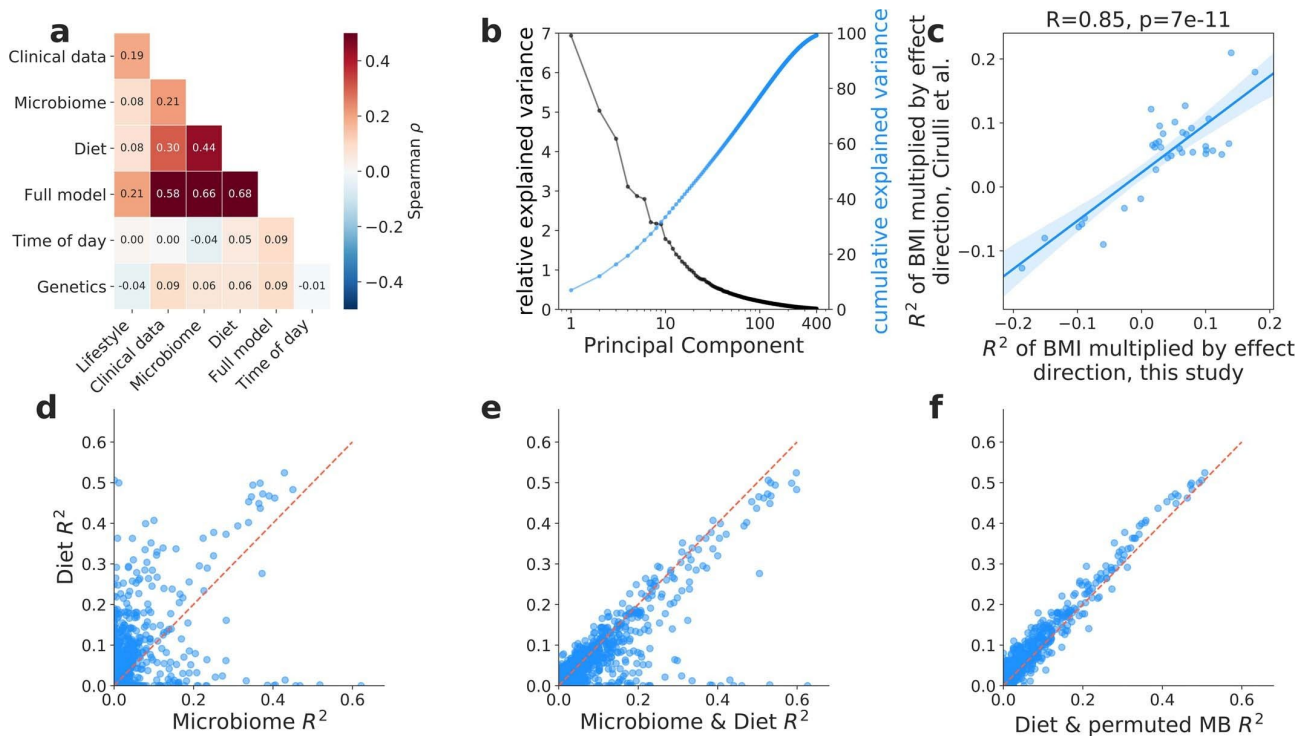 a
Clinical data
Microbiome
Diet
Full model
Time of day
Genetics
0.19
0.08 0.21
0.08 0.30 0.44
0.21 0.58 0.66 0.68
0.00 0.00 -0.04 0.05 0.09
-0.04 0.09 0.06 0.06 0.09 -0.01
Lifestyle
Clinical data
Microbiome
Diet
Full model
Time of day
0.4
0.2
0.0
−0.2
−0.4
Spearman ρ
b
relative explained variance
7
6
5
4
3
2
1
0
1 10 100 400
Principal Component
100
80
60
40
20
0
cumulative explained variance
c
R=0.85, p=7e-11
R² of BMI multiplied by effect
direction, Cirulli et al.
0.2
0.1
0.0
−0.1
−0.2 −0.1 0.0 0.1 0.2
R² of BMI multiplied by effect
direction, this study
d
Diet R²
0.6
0.5
0.4
0.3
0.2
0.1
0.0
0.0 0.2 0.4 0.6
Microbiome R²
e
0.6
0.5
0.4
0.3
0.2
0.1
0.0
0.0 0.2 0.4 0.6
Microbiome & Diet R²
f
0.6
0.5
0.4
0.3
0.2
0.1
0.0
0.0 0.2 0.4 0.6
Diet & permuted MB R²